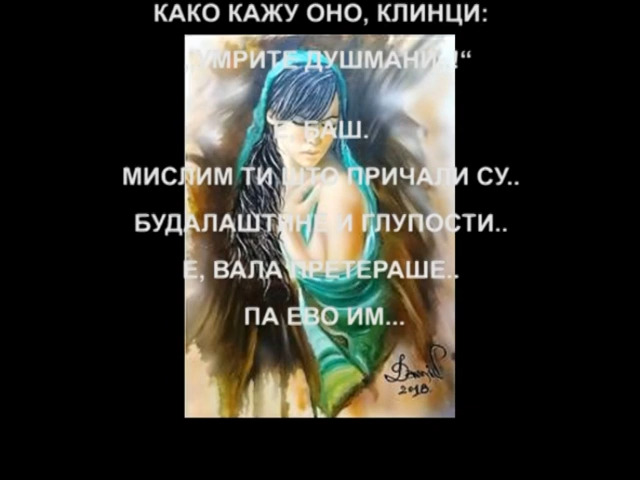 КАКО КАЖУ ОНО, КЛИНЦИ:
„УМРИТЕ ДУШМАНИ..!“
Е, БАШ.
МИСЛИМ ТИ ШТО ПРИЧАЛИ СУ..
БУДАЛАШТИНЕ И ГЛУПОСТИ..
Е, ВАЛА ПРЕТЕРАШЕ..
ПА ЕВО ИМ...
2018.